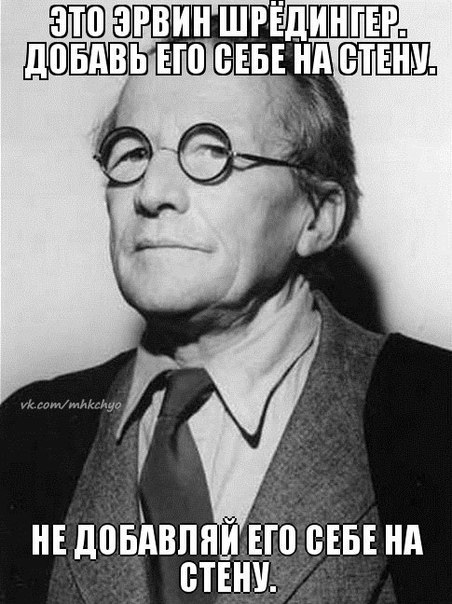 ЭТО ЭРВИН ШРЁДИНГЕР.
ДОБАВЬ ЕГО СЕБЕ НА СТЕНУ.
vk.com/mhkchyo
НЕ ДОБАВЛЯЙ ЕГО СЕБЕ НА
СТЕНУ.